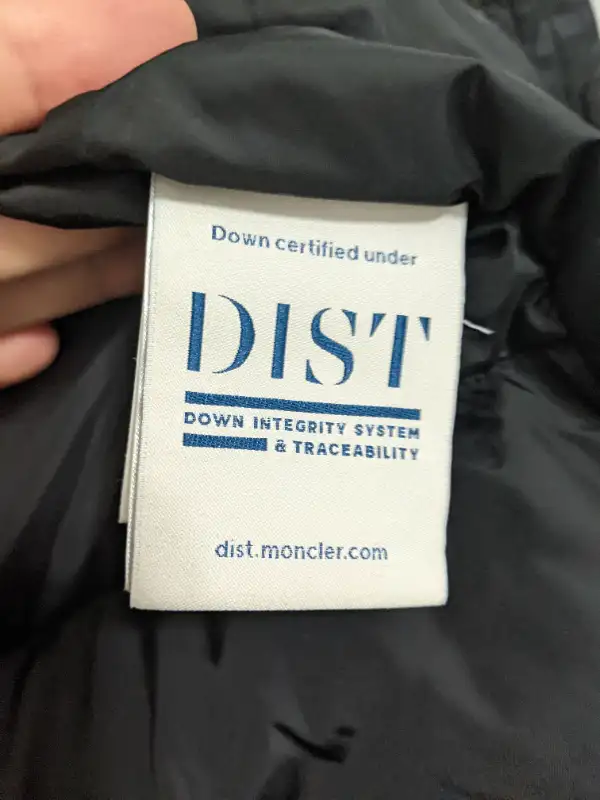 Down certified under
DIST
DOWN INTEGRITY SYSTEM
& TRACEABILITY
dist.moncler.com